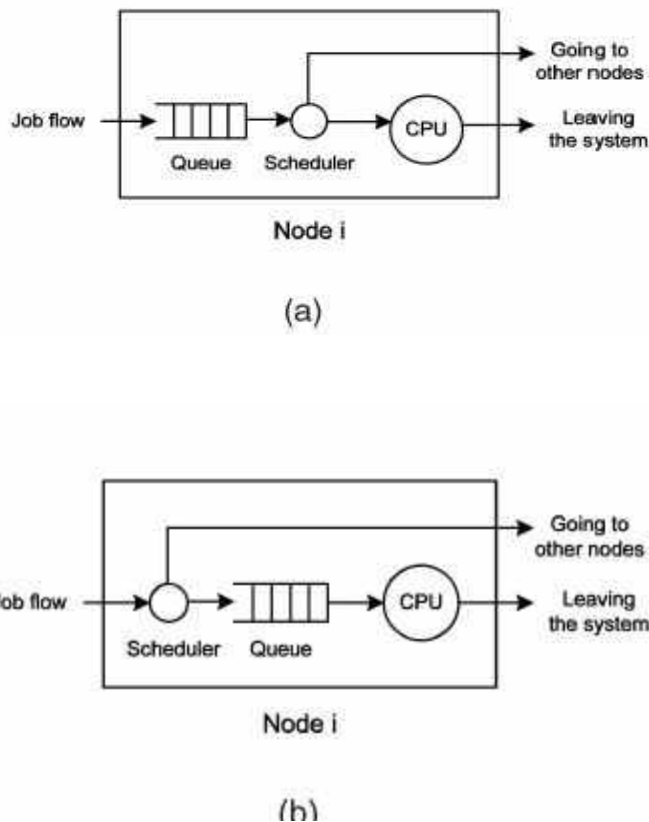 Going to
other nodes
Job flow
CPU
Leaving
the system
Queue
Scheduler
Node i
(a)
Going to
other nodes
Job flow
CPU
Leaving
the system
Scheduler
Queue
Node i
(b)